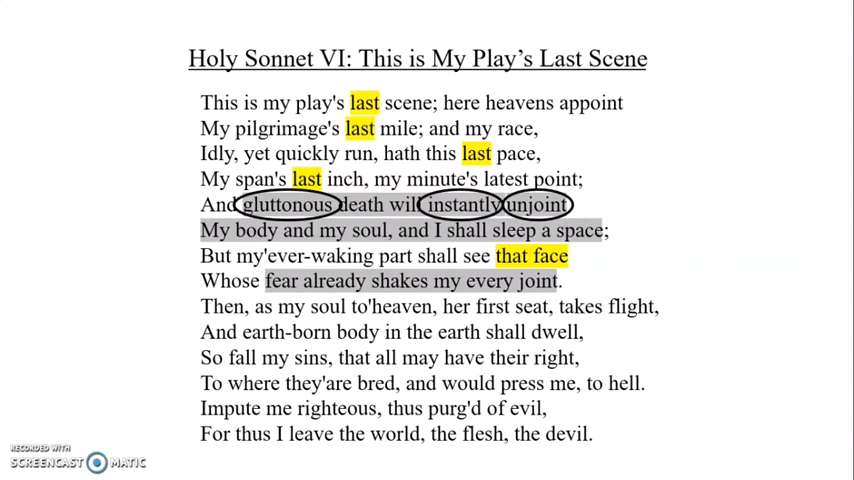 Holy Sonnet VI: This is My Play's Last Scene
This is my play's last scene; here heavens appoint
My pilgrimage's last mile; and my race,
Idly, yet quickly run, hath this last pace,
My span's last inch, my minute's latest point;
And gluttonous death will instantly unjoint
My body and my soul, and I shall sleep a space;
But my'ever-waking part shall see that face
Whose fear already shakes my every joint.
Then, as my soul to'heaven, her first seat, takes flight,
And earth-born body in the earth shall dwell,
So fall my sins, that all may have their right,
To where they'are bred, and would press me, to hell.
Impute me righteous, thus purg'd of evil,
For thus I leave the world, the flesh, the devil.
RECORDED WITH
SCREENCAST MATIC